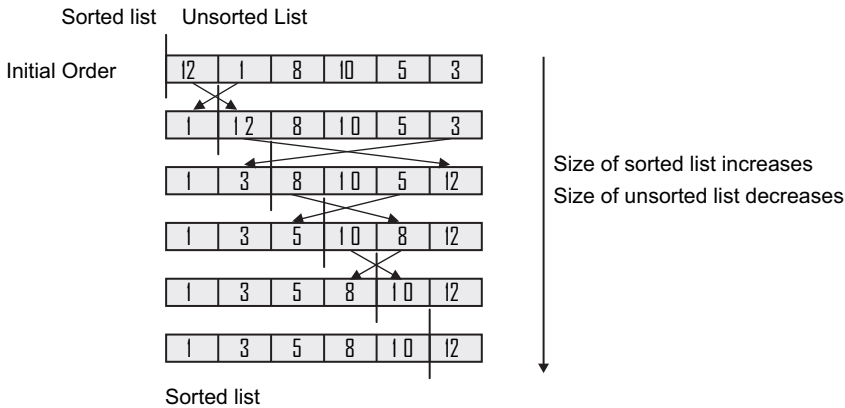 Sorted list Unsorted List
Initial Order 12 1 8 10 5 3
1 12 8 10 5 3
1 3 8 10 5 12
Size of sorted list increases
Size of unsorted list decreases
1 3 5 10 8 12
1 3 5 8 10 12
1 3 5 8 10 12
Sorted list